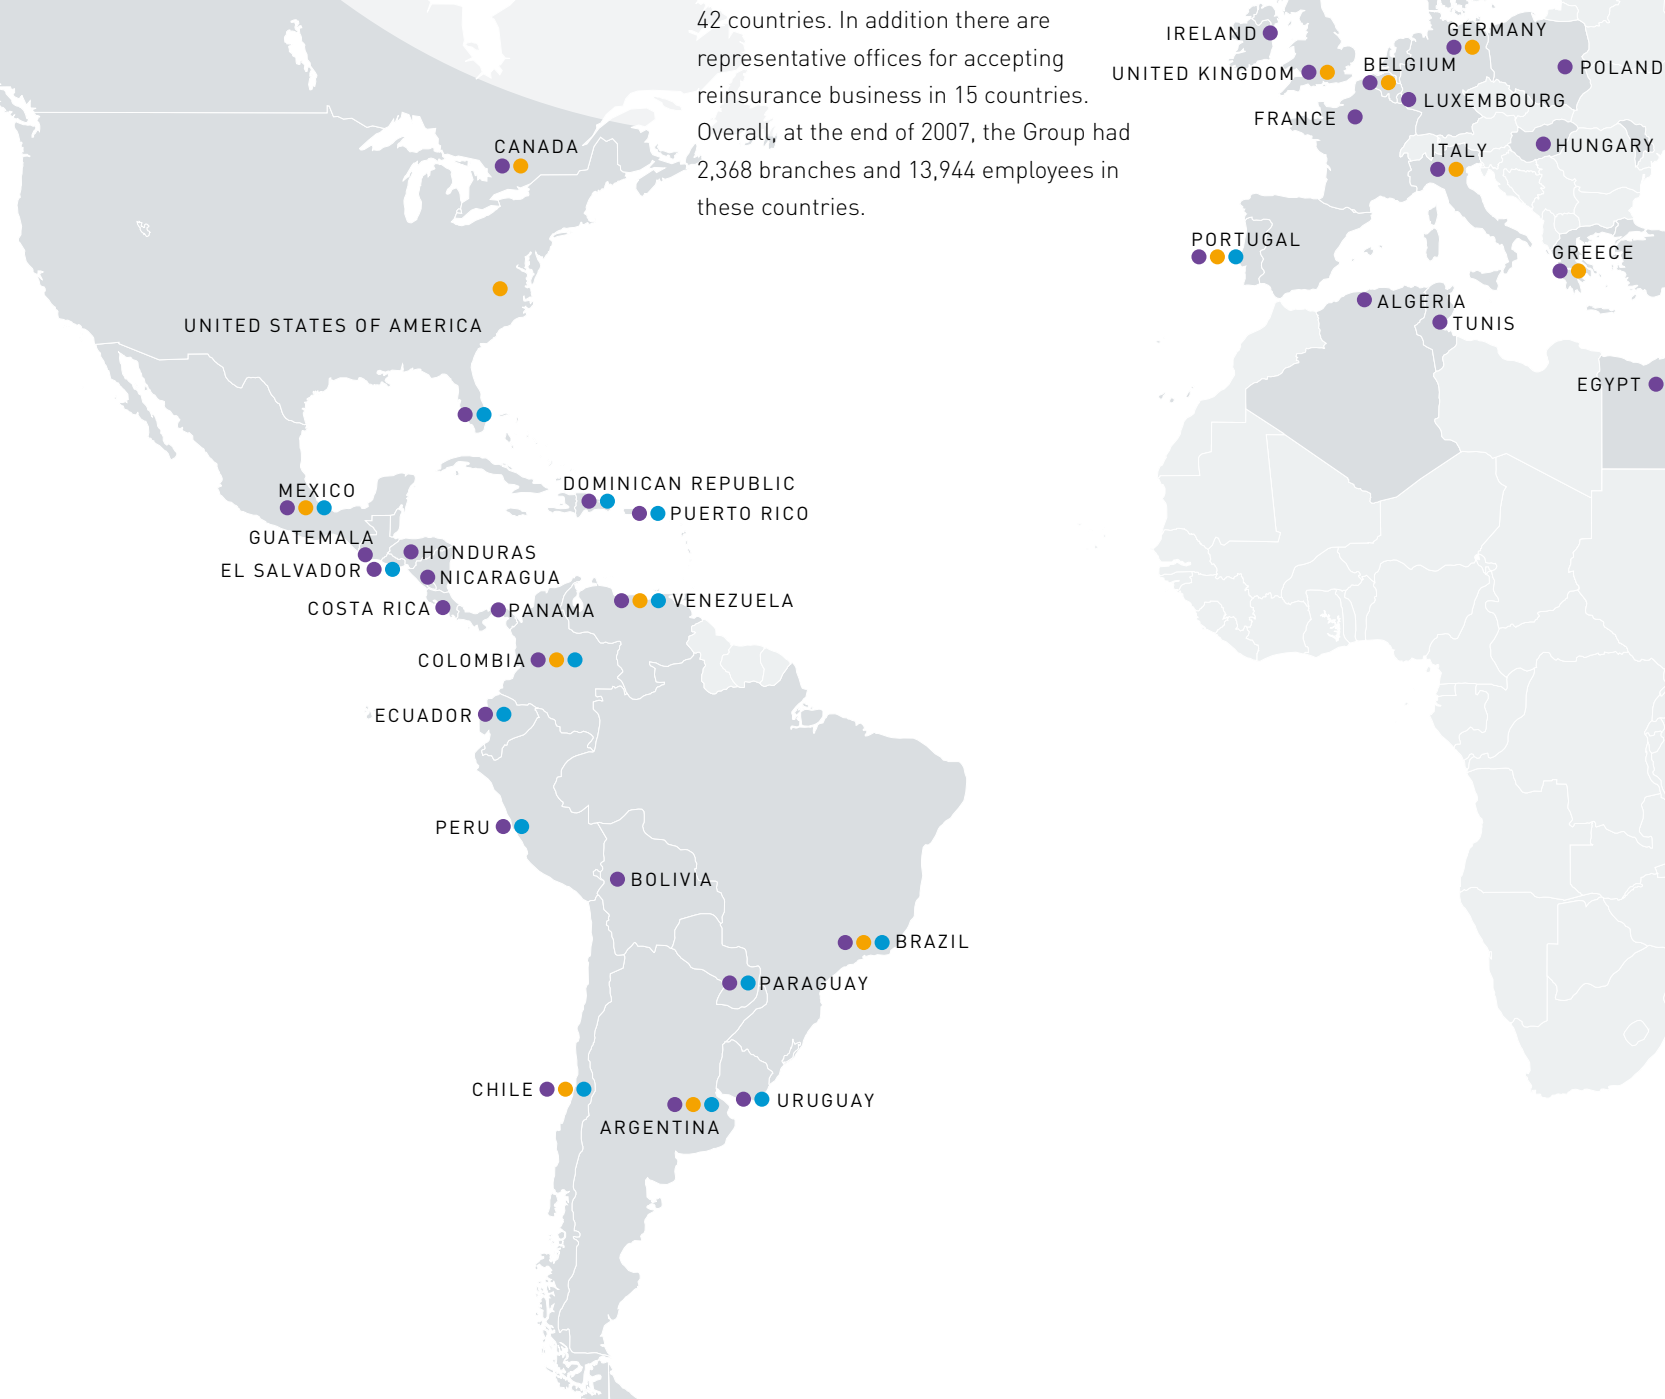 42 countries. In addition there are
representative offices for accepting
reinsurance business in 15 countries.
Overall, at the end of 2007, the Group had
2,368 branches and 13,944 employees in
these countries.
IRELAND
GERMANY
UNITED KINGDOM
BELGIUM
POLAND
LUXEMBOURG
FRANCE
HUNGARY
ITALY
PORTUGAL
GREECE
ALGERIA
TUNIS
EGYPT
CANADA
UNITED STATES OF AMERICA
MEXICO
DOMINICAN REPUBLIC
PUERTO RICO
GUATEMALA
HONDURAS
EL SALVADOR
NICARAGUA
COSTA RICA
PANAMA
VENEZUELA
COLOMBIA
ECUADOR
PERU
BOLIVIA
BRAZIL
PARAGUAY
CHILE
URUGUAY
ARGENTINA